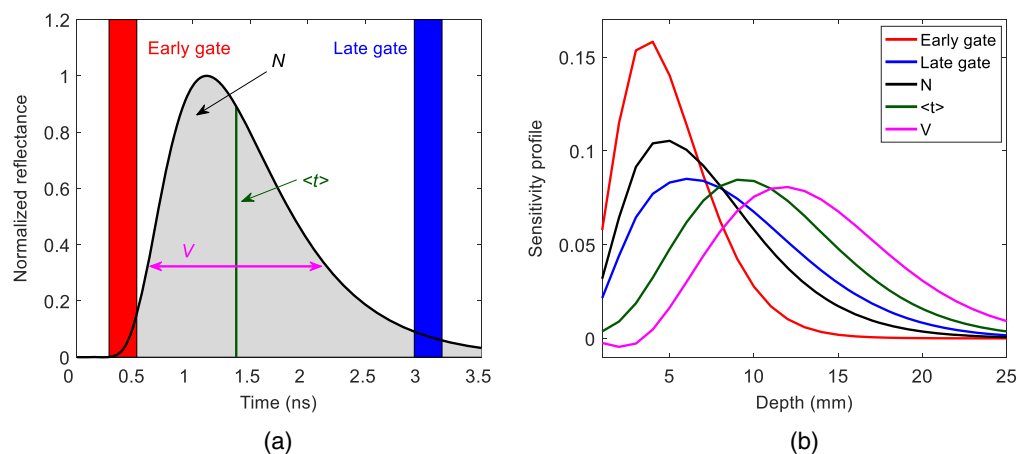 1.2
1
0.8
0.6
0.4
0.2
0
Normalized reflectance
Early gate
Late gate
N
<t>
V
0 0.5 1 1.5 2 2.5 3 3.5
Time (ns)
(a)
0.15
0.1
0.05
0
Sensitivity profile
Early gate
Late gate
N
<t>
V
5 10 15 20 25
Depth (mm)
(b)